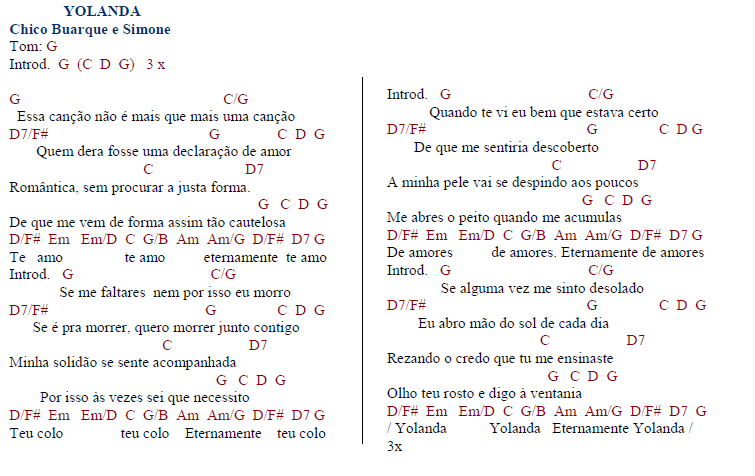 YOLANDA
Chico Buarque e Simone
Tom: G
Introd. G (C D G) 3 x
G C/G
Essa canção não é mais que mais uma canção
D7/F# G C D G
Quem dera fosse uma declaração de amor
C D7
Romântica, sem procurar a justa forma.
G C D G
De que me vem de forma assim tão cautelosa
D/F# Em Em/D C G/B Am Am/G D/F# D7 G
Te amo te amo eternamente te amo
Introd. G C/G
Se me faltares nem por isso eu morro
D7/F# G C D G
Se é pra morrer, quero morrer junto contigo
C D7
Minha solidão se sente acompanhada
G C D G
Por isso às vezes sei que necessito
D/F# Em Em/D C G/B Am Am/G D/F# D7 G
Teu colo teu colo Eternamente teu colo
Introd. G C/G
Quando te vi eu bem que estava certo
D7/F# G C D G
De que me sentiria descoberto
C D7
A minha pele vai se despindo aos poucos
G C D G
Me abres o peito quando me acumulas
D/F# Em Em/D C G/B Am Am/G D/F# D7 G
De amores de amores. Eternamente de amores
Introd. G C/G
Se alguma vez me sinto desolado
D7/F# G C D G
Eu abro mão do sol de cada dia
C D7
Rezando o credo que tu me ensinaste
G C D G
Olho teu rosto e digo à ventania
D/F# Em Em/D C G/B Am Am/G D/F# D7 G
/ Yolanda Yolanda Eternamente Yolanda /
3x